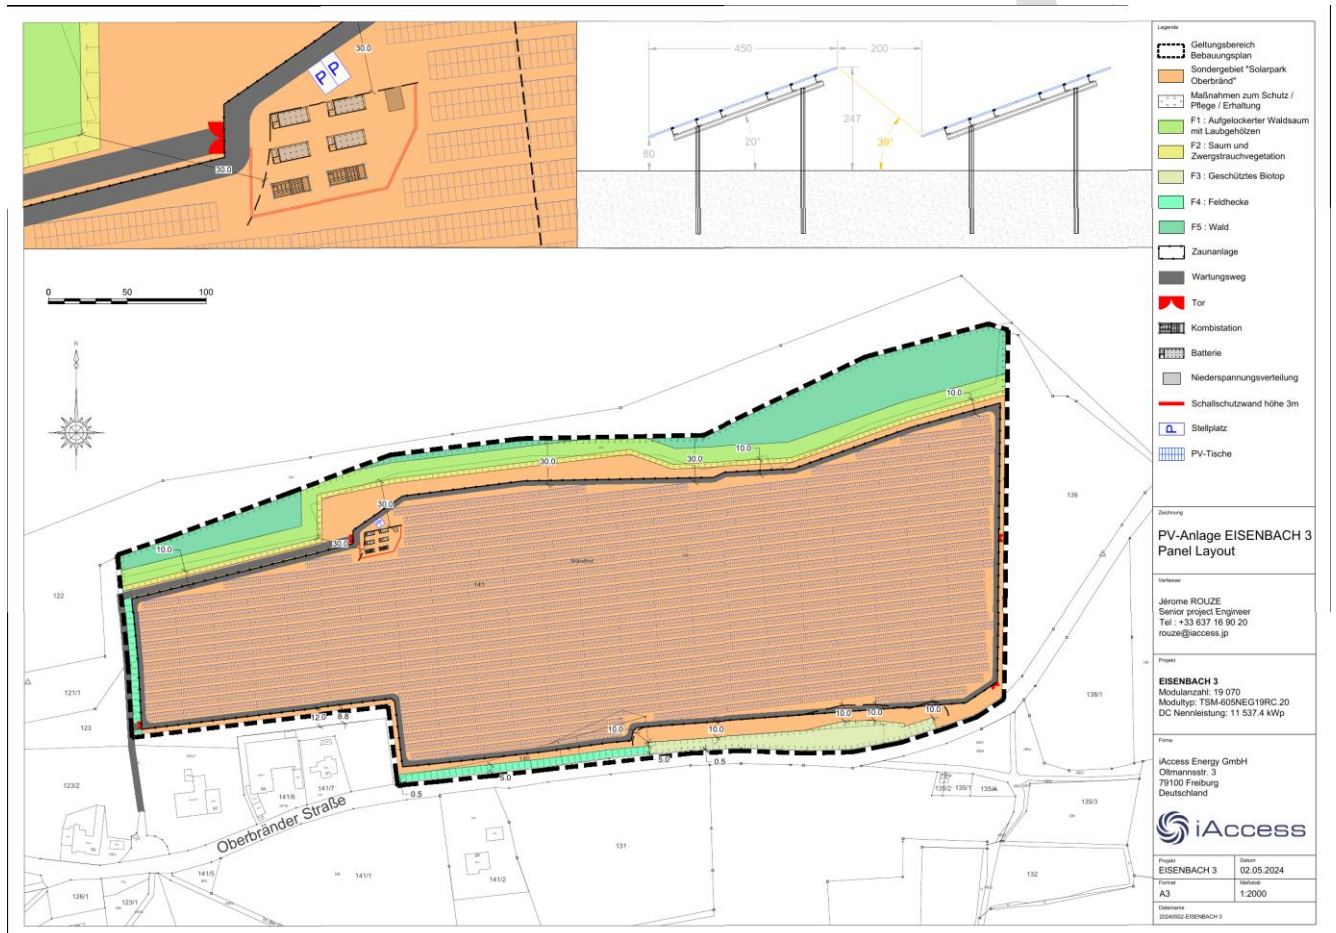 30.0
P P
30.0
450
200
247
20°
39°
80
Legende
Geltungsbereich
Bebauungsplan
Sondergebiet "Solarpark
Oberbränd"
Maßnahmen zum Schutz /
Pflege / Erhaltung
F1 : Aufgelockerter Waldsaum
mit Laubgehölzen
F2 : Saum und
Zwergstrauchvegetation
F3 : Geschütztes Biotop
F4 : Feldhecke
F5 : Wald
Zaunanlage
Wartungsweg
Tor
Kombistation
Batterie
Niederspannungsverteilung
Schallschutzwand höhe 3m
P
Stellplatz
PV-Tische
0 50 100
N
10.0
10.0
30.0
30.0
30.0
30.0
10.0
139
122
141
121/1
123
12.0
8.8
10.0
10.0
10.0
10.0
10.0
138/1
140
5.0
5.0
0.5
0.5
123/2
141/6
141/7
Oberbränder Straße
135/2
135/1
135/3
131
141/5
141/1
141/2
132
126/1
123/1
Zeichnung
PV-Anlage EISENBACH 3
Panel Layout
Verfasser
Jérome ROUZE
Senior project Engineer
Tel : +33 637 16 90 20
rouze@iaccess.jp
Projekt
EISENBACH 3
Modulanzahl: 19 070
Modultyp: TSM-605NEG19RC.20
DC Nennleistung: 11 537.4 kWp
Firma
iAccess Energy GmbH
Oltmannsstr. 3
79100 Freiburg
Deutschland
iAccess
Projekt
EISENBACH 3
Datum
02.05.2024
Format
A3
Maßstab
1:2000
Dateiname
20240502-EISENBACH 3